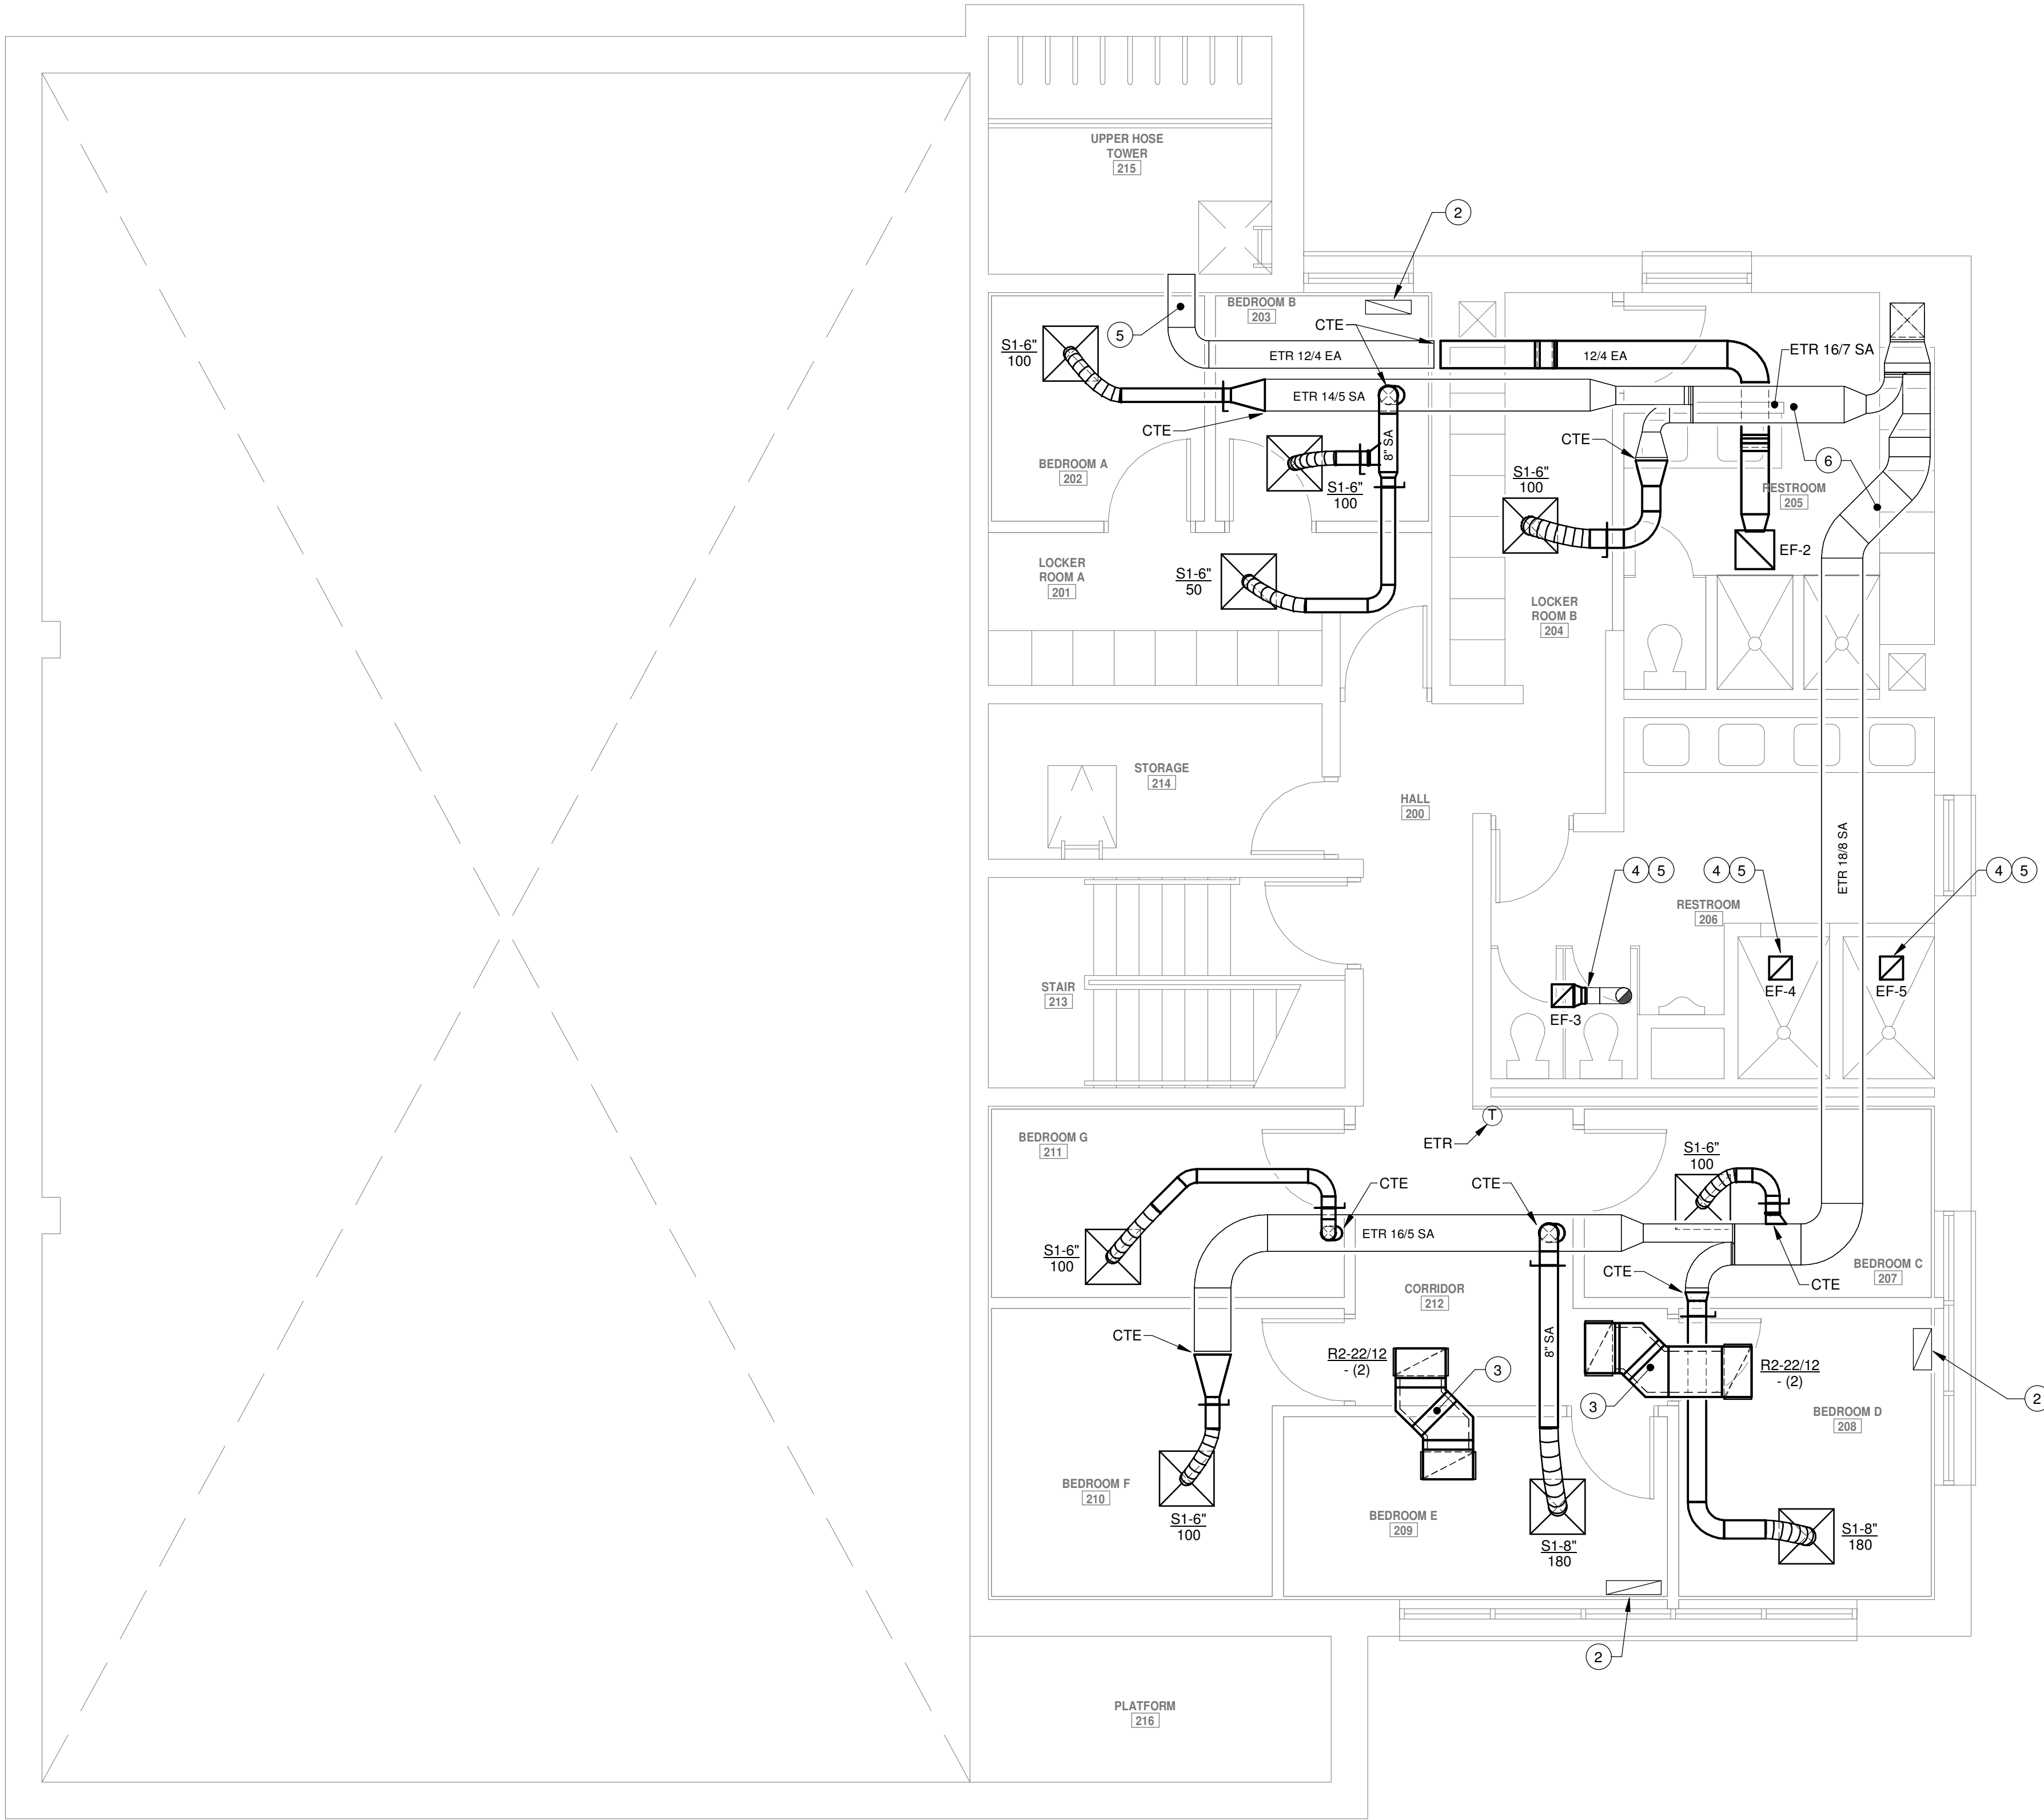 UPPER HOSE
TOWER
215
2
BEDROOM B
203
CTE
5
S1-6"
100
ETR 12/4 EA
12/4 EA
ETR 16/7 SA
ETR 14/5 SA
CTE
8" SA
CTE
BEDROOM A
202
S1-6"
100
S1-6"
100
6
RESTROOM
205
EF-2
LOCKER
ROOM A
201
S1-6"
50
LOCKER
ROOM B
204
STORAGE
214
HALL
200
ETR 18/8 SA
4 5
4 5
4 5
RESTROOM
206
STAIR
213
EF-3
EF-4
EF-5
T
ETR
BEDROOM G
211
S1-6"
100
CTE
CTE
ETR 16/5 SA
S1-6"
100
BEDROOM C
207
CTE
CTE
CORRIDOR
212
CTE
8" SA
R2-22/12
- (2)
3
R2-22/12
- (2)
3
2
BEDROOM D
208
BEDROOM F
210
S1-6"
100
BEDROOM E
209
S1-8"
180
S1-8"
180
2
PLATFORM
216